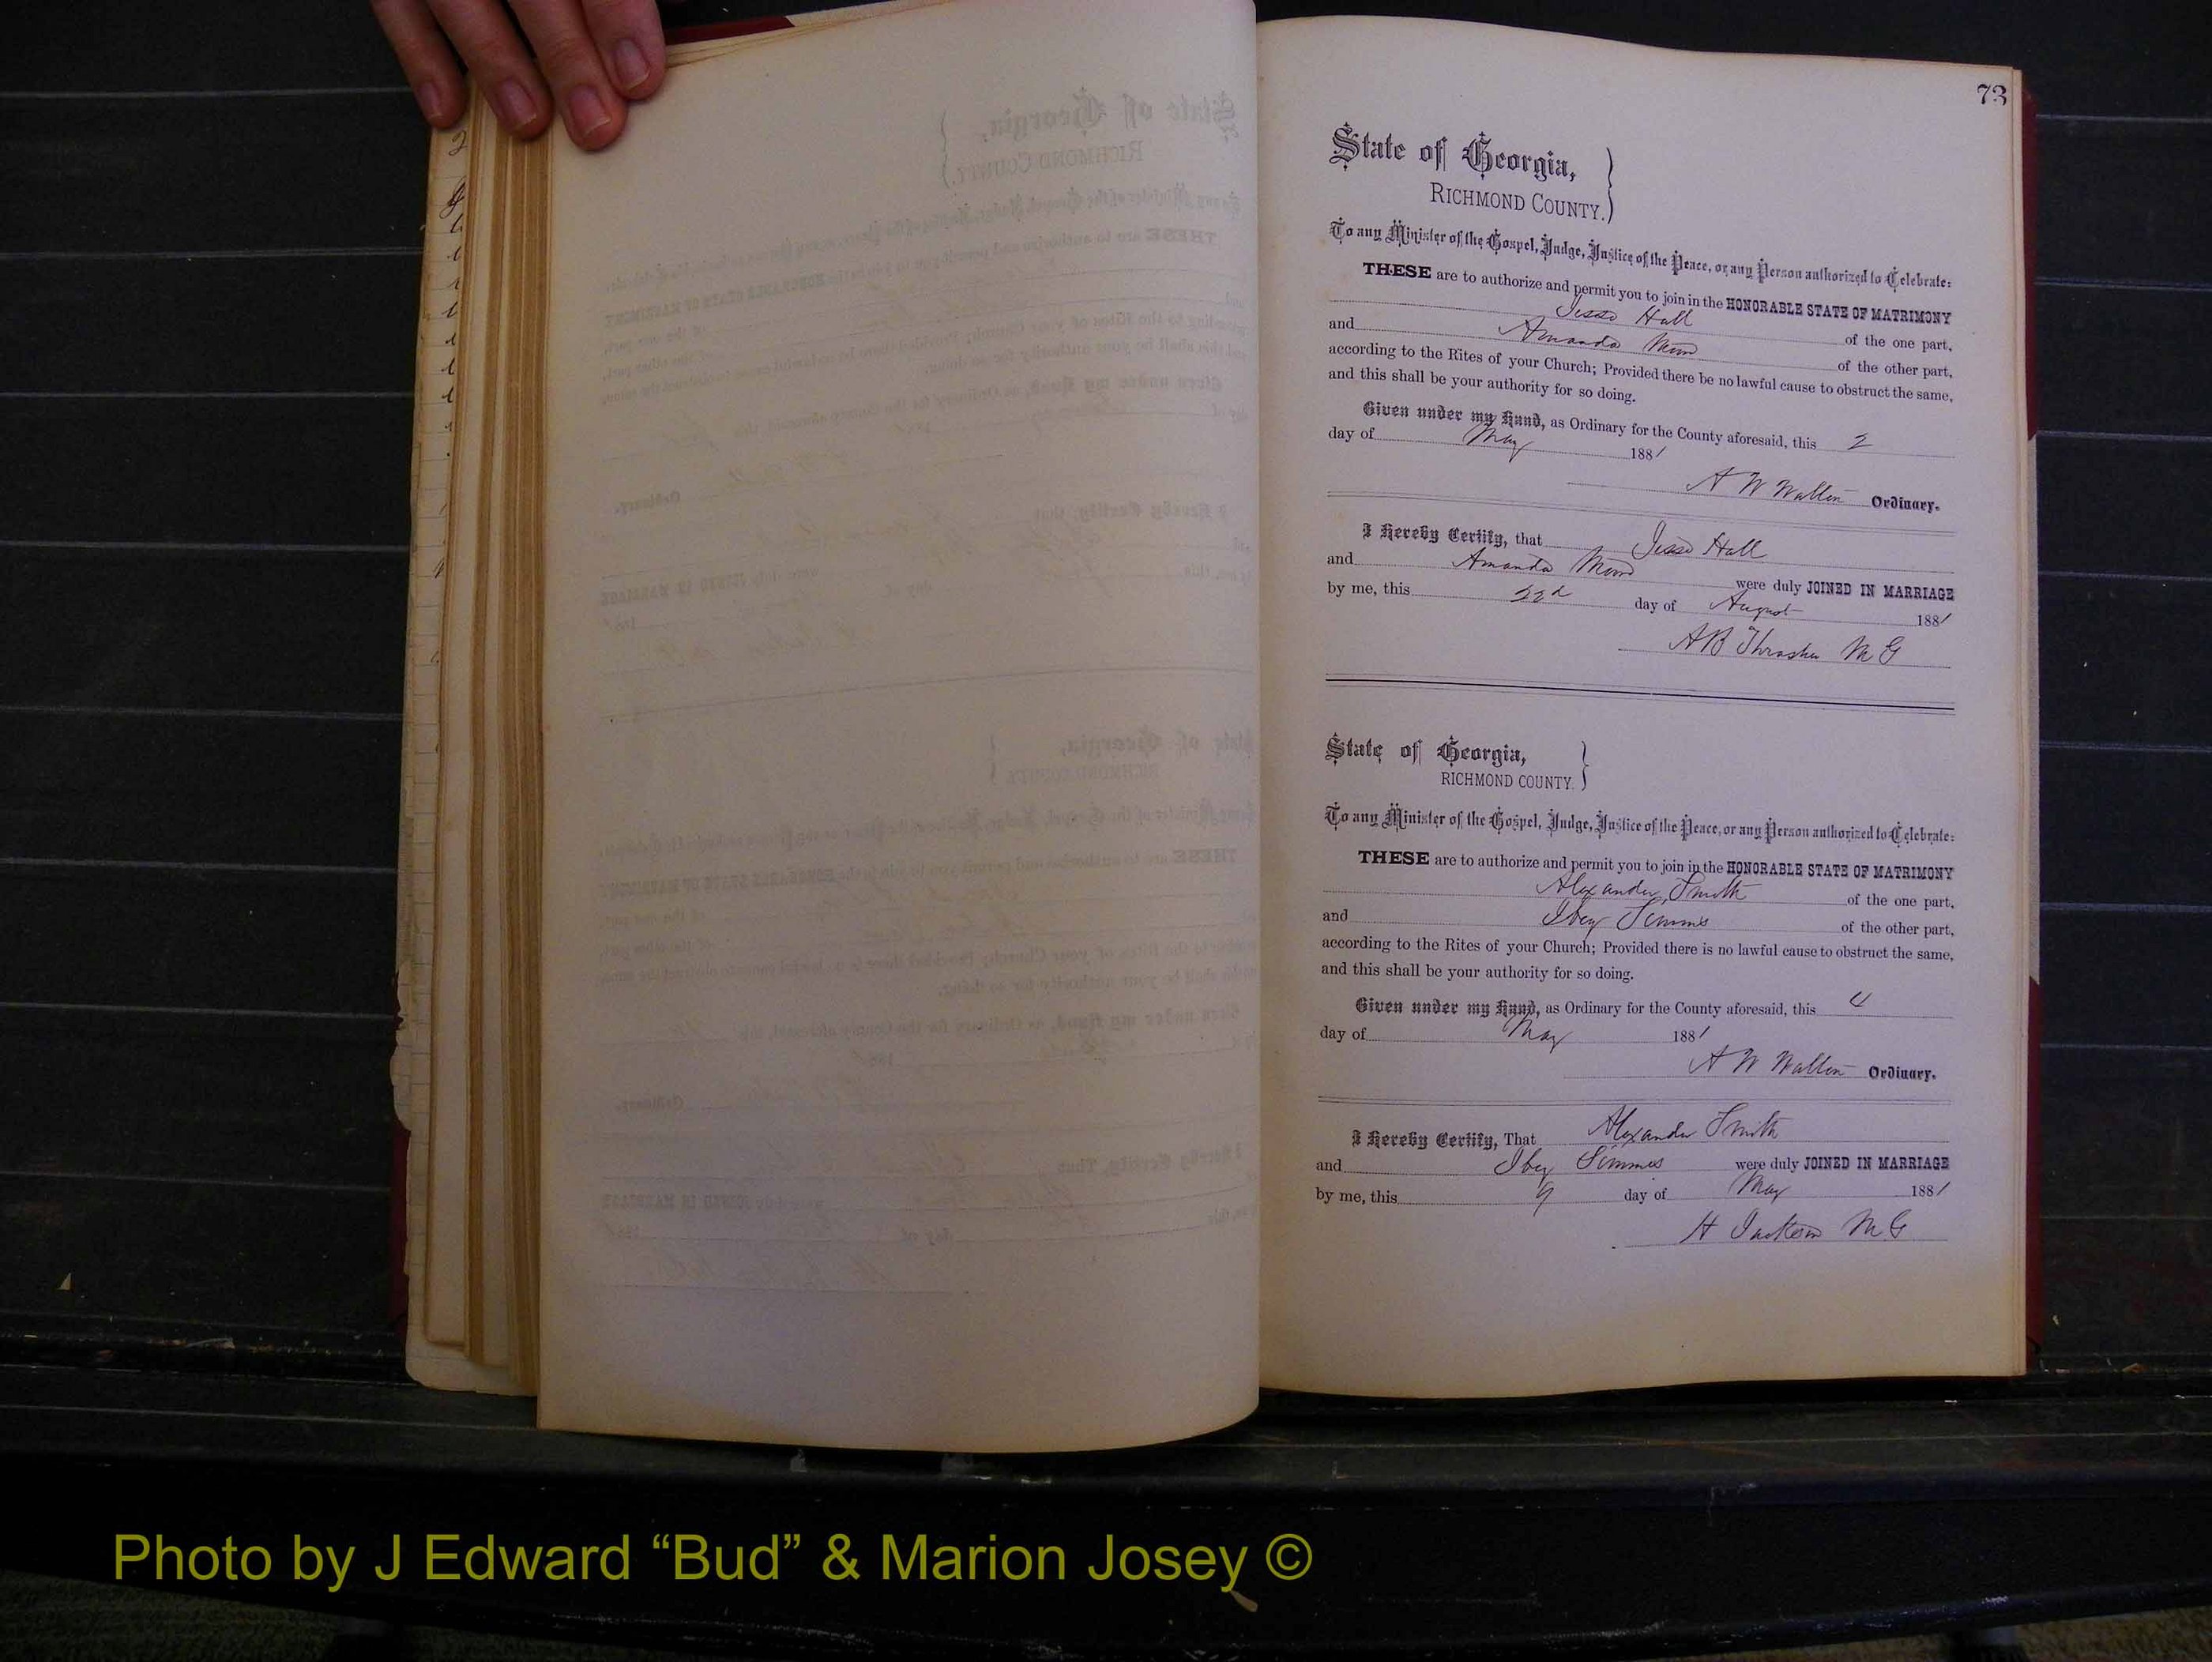 73
State of Georgia,
RICHMOND COUNTY.
To any Minister of the Gospel, Judge, Justice of the Peace, or any Person authorized to Celebrate:
THESE are to authorize and permit you to join in the HONORABLE STATE OF MATRIMONY
Jesse Hall of the one part,
and Amanda of the other part,
according to the Rites of your Church; Provided there be no lawful cause to obstruct the same,
and this shall be your authority for so doing.
Given under my Hand, as Ordinary for the County aforesaid, this 2
day of May 1881
A W Walton Ordinary.
I Hereby Certify, that Jesse Hall
and Amanda were duly JOINED IN MARRIAGE
by me, this day of August 1881
A B Thrasher M G
State of Georgia,
RICHMOND COUNTY.
To any Minister of the Gospel, Judge, Justice of the Peace, or any Person authorized to Celebrate:
THESE are to authorize and permit you to join in the HONORABLE STATE OF MATRIMONY
Alexander Smith of the one part,
and Ibey Simms of the other part,
according to the Rites of your Church; Provided there is no lawful cause to obstruct the same,
and this shall be your authority for so doing.
Given under my Hand, as Ordinary for the County aforesaid, this 4
day of May 1881
A W Walton Ordinary.
I Hereby Certify, That Alexander Smith
and Ibey Simms were duly JOINED IN MARRIAGE
by me, this 9 day of May 1881
H Jackson M G
Photo by J Edward “Bud” & Marion Josey ©